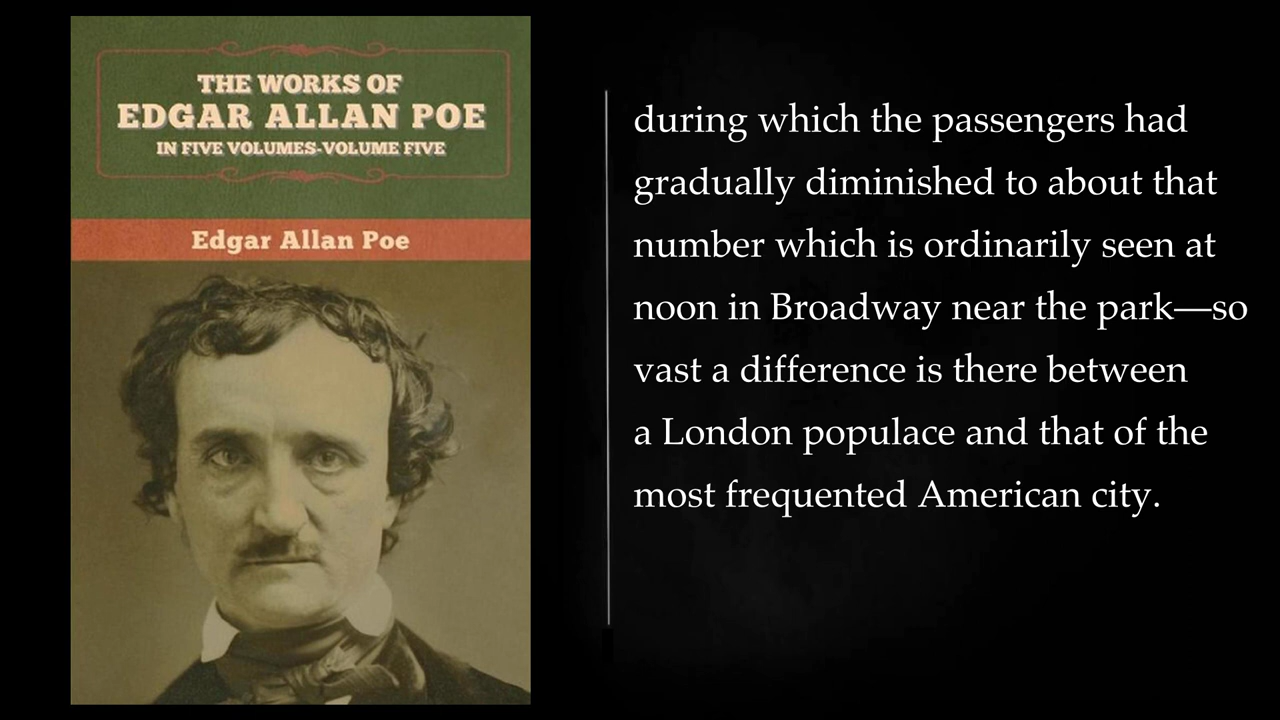 THE WORKS OF
EDGAR ALLAN POE
IN FIVE VOLUMES-VOLUME FIVE
Edgar Allan Poe
during which the passengers had
gradually diminished to about that
number which is ordinarily seen at
noon in Broadway near the park—so
vast a difference is there between
a London populace and that of the
most frequented American city.